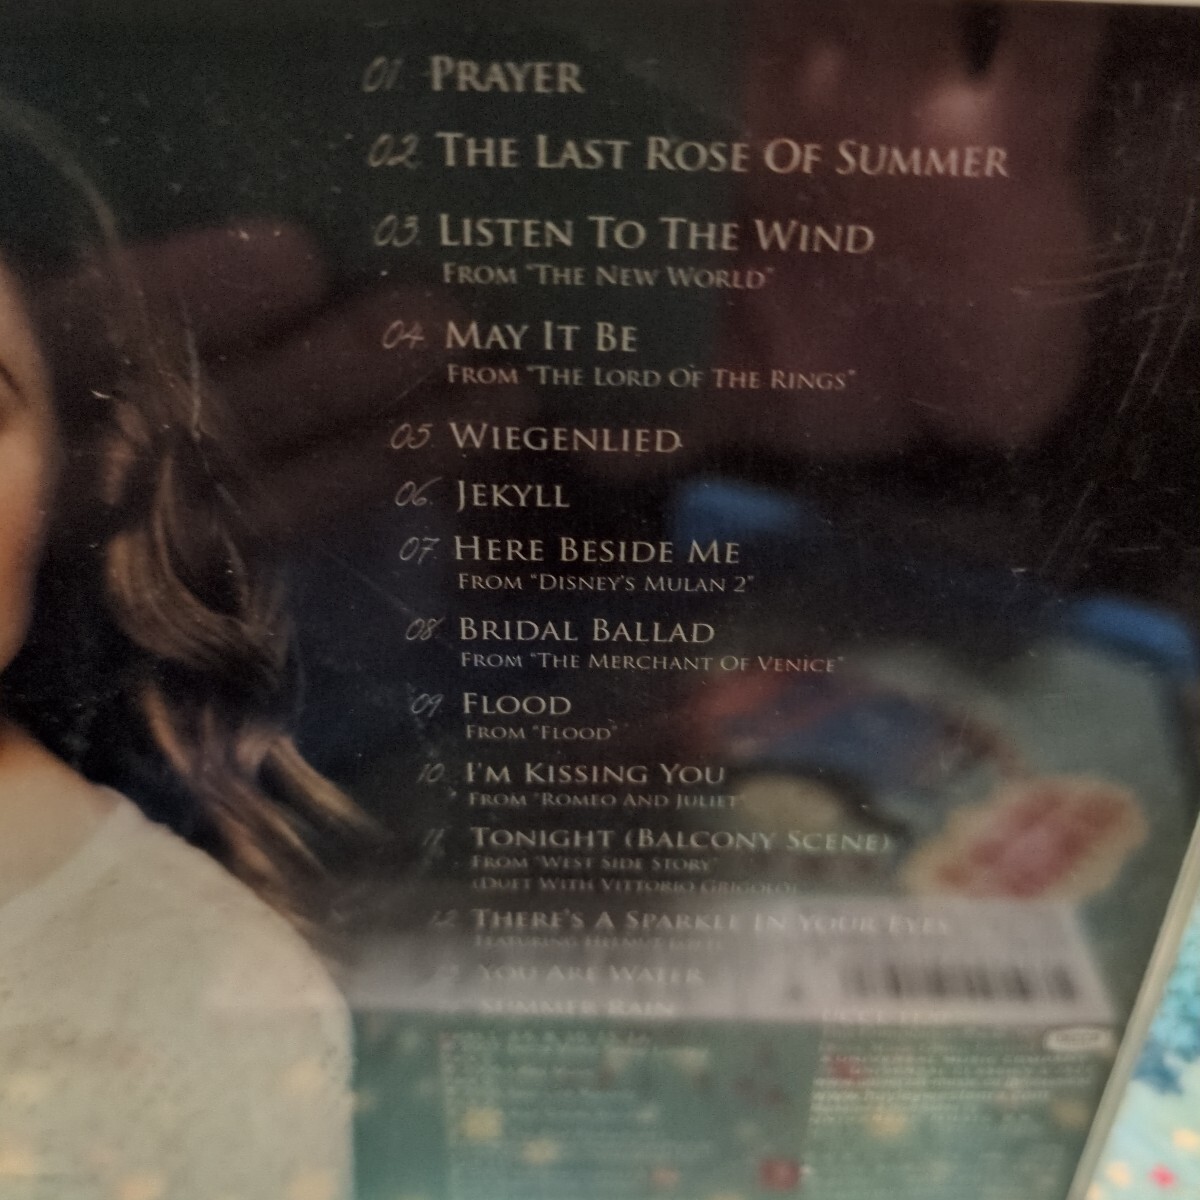 01. PRAYER
02. THE LAST ROSE OF SUMMER
03. LISTEN TO THE WIND
FROM "THE NEW WORLD"
04. MAY IT BE
FROM "THE LORD OF THE RINGS"
05. WIEGENLIED
06. JEKYLL
07. HERE BESIDE ME
FROM "DISNEY'S MULAN 2"
08. BRIDAL BALLAD
FROM "THE MERCHANT OF VENICE"
09. FLOOD
FROM "FLOOD"
10. I'M KISSING YOU
FROM "ROMEO AND JULIET"
11. TONIGHT (BALCONY SCENE)
FROM "WEST SIDE STORY"
(DUET WITH VITTORIO GRIGOLO)
12. THERE'S A SPARKLE IN YOUR EYES
FEATURING HELMUT
YOU ARE WATER
SUMMER RAIN